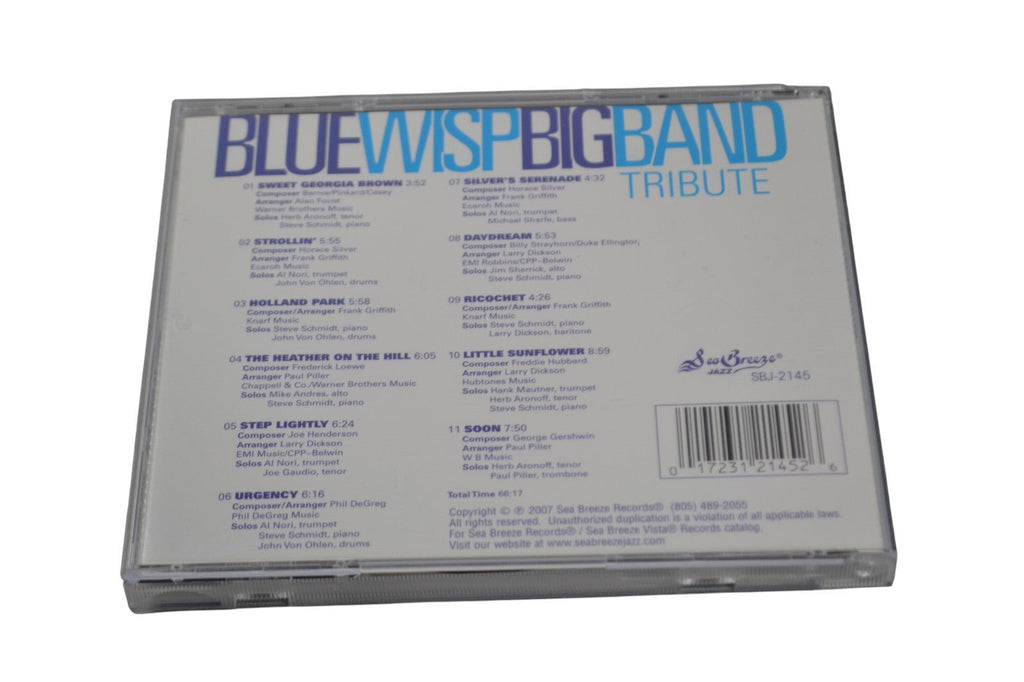 BLUEWISPBIGBAND
TRIBUTE
01 SWEET GEORGIA BROWN 3:52
Composer Bernie/Pinkard/Casey
Arranger Alan Foust
Warner Brothers Music
Solos Herb Aronoff, tenor
Steve Schmidt, piano
02 STROLLIN' 5:55
Composer Horace Silver
Arranger Frank Griffith
Ecaroh Music
Solos Al Nori, trumpet
John Von Ohlen, drums
03 HOLLAND PARK 5:58
Composer/Arranger Frank Griffith
Knarf Music
Solos Steve Schmidt, piano
John Von Ohlen, drums
04 THE HEATHER ON THE HILL 6:05
Composer Frederick Loewe
Arranger Paul Piller
Chappell & Co./Warner Brothers Music
Solos Mike Andres, alto
Steve Schmidt, piano
05 STEP LIGHTLY 6:24
Composer Joe Henderson
Arranger Larry Dickson
EMI Music/CPP-Belwin
Solos Al Nori, trumpet
Joe Gaudio, tenor
06 URGENCY 6:16
Composer/Arranger Phil DeGreg
Phil DeGreg Music
Solos Al Nori, trumpet
Steve Schmidt, piano
John Von Ohlen, drums
07 SILVER'S SERENADE 4:32
Composer Horace Silver
Arranger Frank Griffith
Ecaroh Music
Solos Al Nori, trumpet
Michael Sharfe, bass
08 DAYDREAM 5:53
Composer Billy Strayhorn/Duke Ellington,
Arranger Larry Dickson
EMI Robbins/CPP-Belwin
Solos Jim Sherrick, alto
Steve Schmidt, piano
09 RICOCHET 4:26
Composer/Arranger Frank Griffith
Knarf Music
Solos Steve Schmidt, piano
Larry Dickson, baritone
10 LITTLE SUNFLOWER 8:59
Composer Freddie Hubbard
Arranger Larry Dickson
Hubtones Music
Solos Hank Mautner, trumpet
Herb Aronoff, tenor
Steve Schmidt, piano
11 SOON 7:50
Composer George Gershwin
Arranger Paul Piller
W B Music
Solos Herb Aronoff, tenor
Paul Piller, trombone
Total Time 66:17
Copyright © ℗ 2007 Sea Breeze Records® (805) 489-2055
All rights reserved. Unauthorized duplication is a violation of all applicable laws.
For Sea Breeze Records® / Sea Breeze Vista® Records catalog.
Visit our website at www.seabreezejazz.com
Sea Breeze®
JAZZ
SBJ-2145
0 17231 21452 6